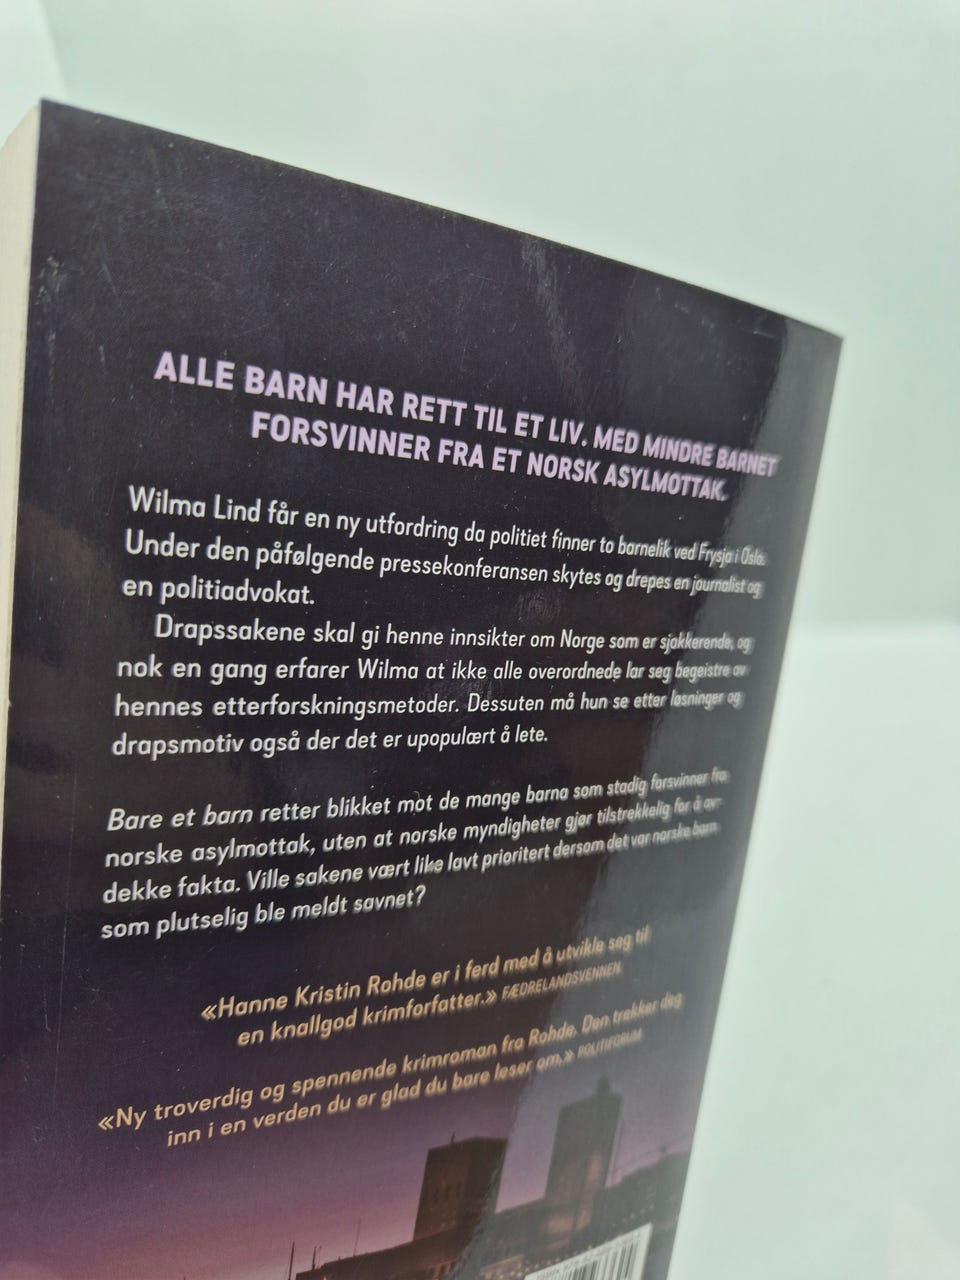 ALLE BARN HAR RETT TIL ET LIV. MED MINDRE BARNET
FORSVINNER FRA ET NORSK ASYLMOTTAK.
Wilma Lind får en ny utfordring da politiet finner to barnelik ved Frysja i Oslo.
Under den påfølgende pressekonferansen skytes og drepes en journalist og
en politiadvokat.
Drapssakene skal gi henne innsikter om Norge som er sjokkerende, og
nok en gang erfarer Wilma at ikke alle overordnede lar seg begeistre av
hennes etterforskningsmetoder. Dessuten må hun se etter løsninger og
drapsmotiv også der det er upopulært å lete.
Bare et barn retter blikket mot de mange barna som stadig forsvinner fra
norske asylmottak, uten at norske myndigheter gjør tilstrekkelig for å av-
dekke fakta. Ville sakene vært like lavt prioritert dersom det var norske barn
som plutselig ble meldt savnet?
«Hanne Kristin Rohde er i ferd med å utvikle seg til
en knallgod krimforfatter.» FÆDRELANDSVENNEN
«Ny troverdig og spennende krimroman fra Rohde. Den trekker deg
inn i en verden du er glad du bare leser om.» POLITIFORUM